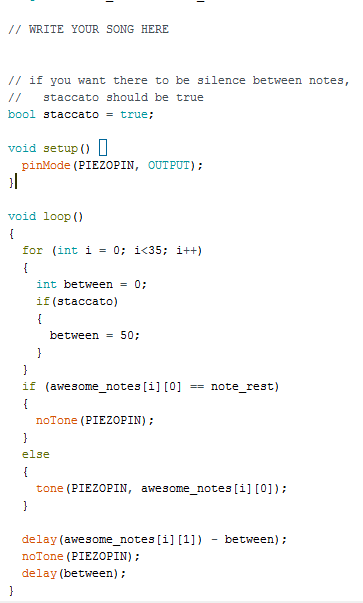 // WRITE YOUR SONG HERE
// if you want there to be silence between notes,
//   staccato should be true
bool staccato = true;
void setup() {
  pinMode(PIEZOPIN, OUTPUT);
}
void loop()
{
  for (int i = 0; i<35; i++)
  {
    int between = 0;
    if(staccato)
    {
      between = 50;
    }
  }
  if (awesome_notes[i][0] == note_rest)
  {
    noTone(PIEZOPIN);
  }
  else
  {
    tone(PIEZOPIN, awesome_notes[i][0]);
  }
  delay(awesome_notes[i][1]) - between);
  noTone(PIEZOPIN);
  delay(between);
}